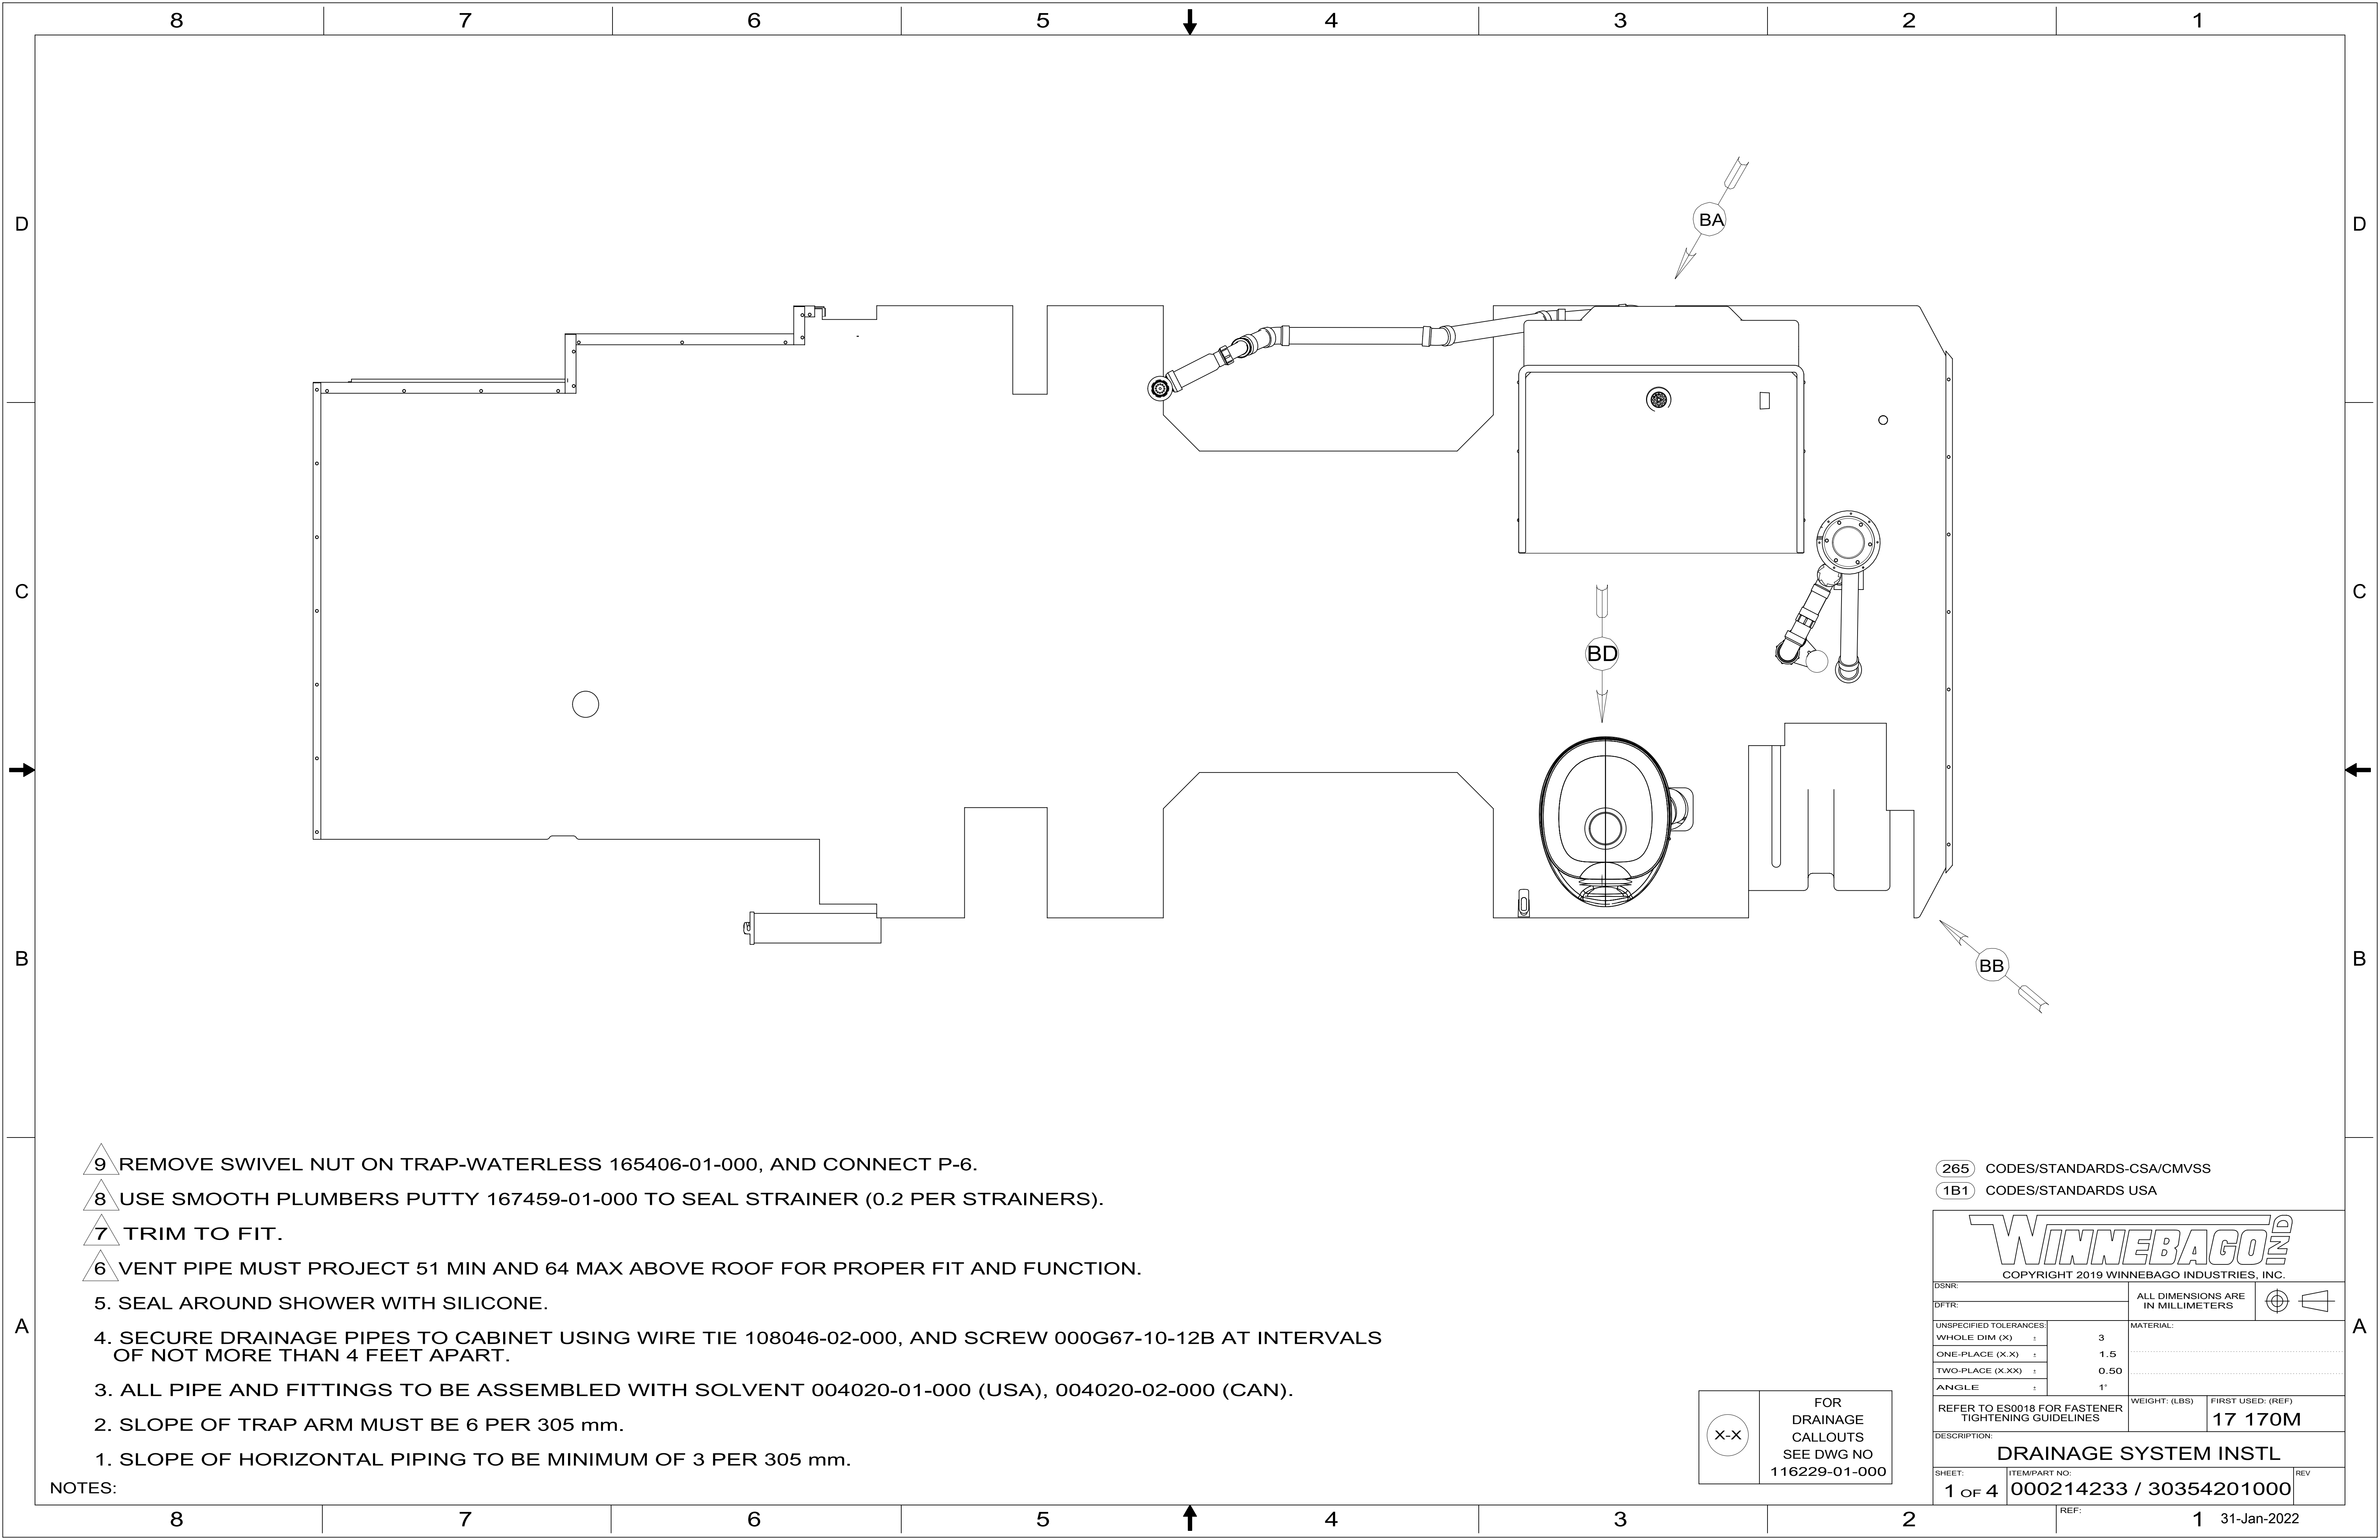 8 7 6 5 4 3 2 1
D D
BA
C C
BD
BB
B B
9 REMOVE SWIVEL NUT ON TRAP-WATERLESS 165406-01-000, AND CONNECT P-6.
8 USE SMOOTH PLUMBERS PUTTY 167459-01-000 TO SEAL STRAINER (0.2 PER STRAINERS).
7 TRIM TO FIT.
6 VENT PIPE MUST PROJECT 51 MIN AND 64 MAX ABOVE ROOF FOR PROPER FIT AND FUNCTION.
5. SEAL AROUND SHOWER WITH SILICONE.
4. SECURE DRAINAGE PIPES TO CABINET USING WIRE TIE 108046-02-000, AND SCREW 000G67-10-12B AT INTERVALS
OF NOT MORE THAN 4 FEET APART.
3. ALL PIPE AND FITTINGS TO BE ASSEMBLED WITH SOLVENT 004020-01-000 (USA), 004020-02-000 (CAN).
2. SLOPE OF TRAP ARM MUST BE 6 PER 305 mm.
1. SLOPE OF HORIZONTAL PIPING TO BE MINIMUM OF 3 PER 305 mm.
NOTES:
A A
X-X
FOR
DRAINAGE
CALLOUTS
SEE DWG NO
116229-01-000
265 CODES/STANDARDS-CSA/CMVSS
1B1 CODES/STANDARDS USA
WINNEBAGO IND
COPYRIGHT 2019 WINNEBAGO INDUSTRIES, INC.
DSNR:
DFTR:
ALL DIMENSIONS ARE
IN MILLIMETERS
UNSPECIFIED TOLERANCES:
WHOLE DIM (X) ± 3
ONE-PLACE (X.X) ± 1.5
TWO-PLACE (X.XX) ± 0.50
ANGLE ± 1°
MATERIAL:
REFER TO ES0018 FOR FASTENER
TIGHTENING GUIDELINES
WEIGHT: (LBS)
FIRST USED: (REF)
17 170M
DESCRIPTION:
DRAINAGE SYSTEM INSTL
SHEET:
1 OF 4
ITEM/PART NO:
000214233 / 30354201000
REV
8 7 6 5 4 3 2 1
REF:
31-Jan-2022